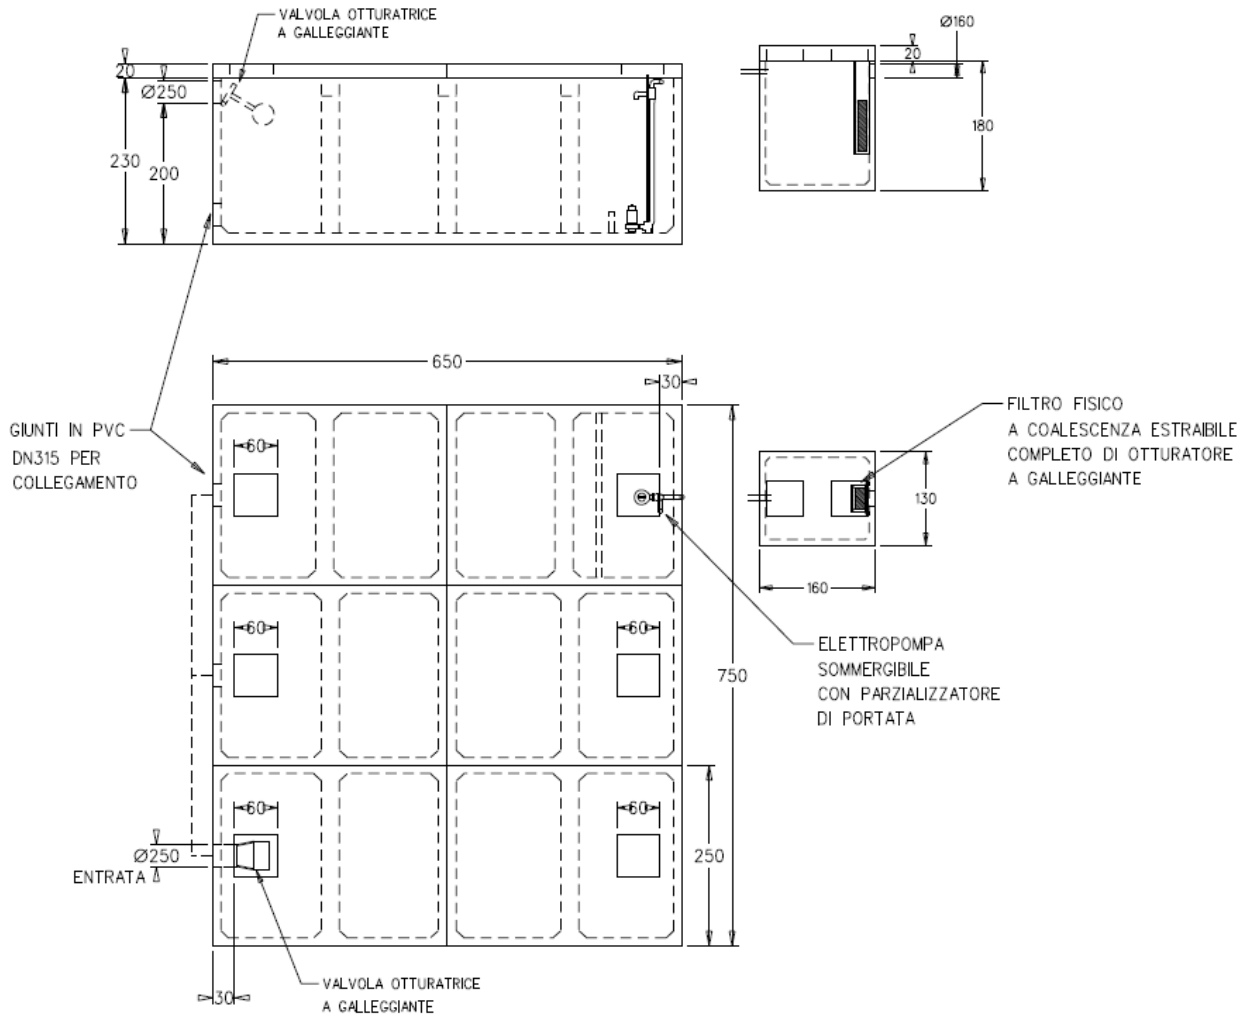 VALVOLA OTTURATRICE
A GALLEGGIANTE
20
Ø250
230
200
Ø160
20
180
650
30
GIUNTI IN PVC
DN315 PER
COLLEGAMENTO
60
FILTRO FISICO
A COALESCENZA ESTRAIBILE
COMPLETO DI OTTURATORE
A GALLEGGIANTE
130
160
60
60
ELETTROPOMPA
SOMMERGIBILE
CON PARZIALIZZATORE
DI PORTATA
750
60
60
Ø250
ENTRATA
250
30
VALVOLA OTTURATRICE
A GALLEGGIANTE